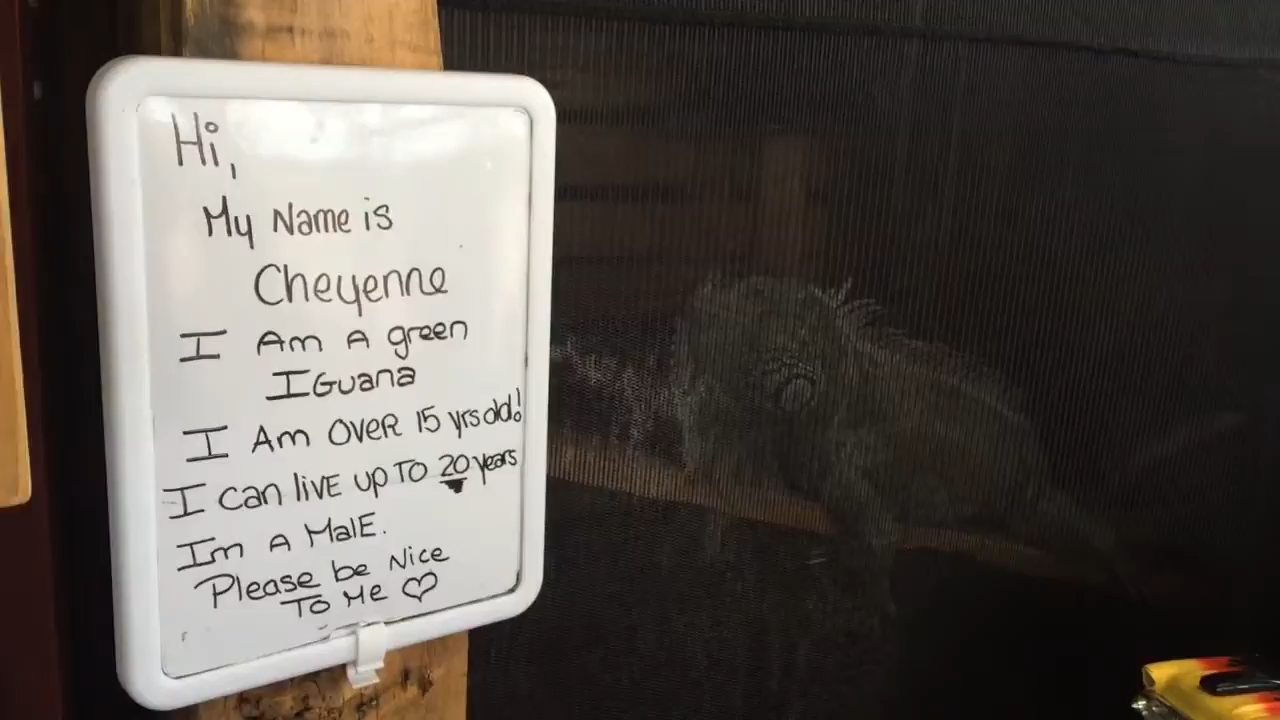 Hi,
My Name is
Cheyenne
I Am A green
IGuana
I Am OVER 15 yrs old!
I can liVE up TO 20 years
Im A MalE.
Please be Nice
To Me ♡